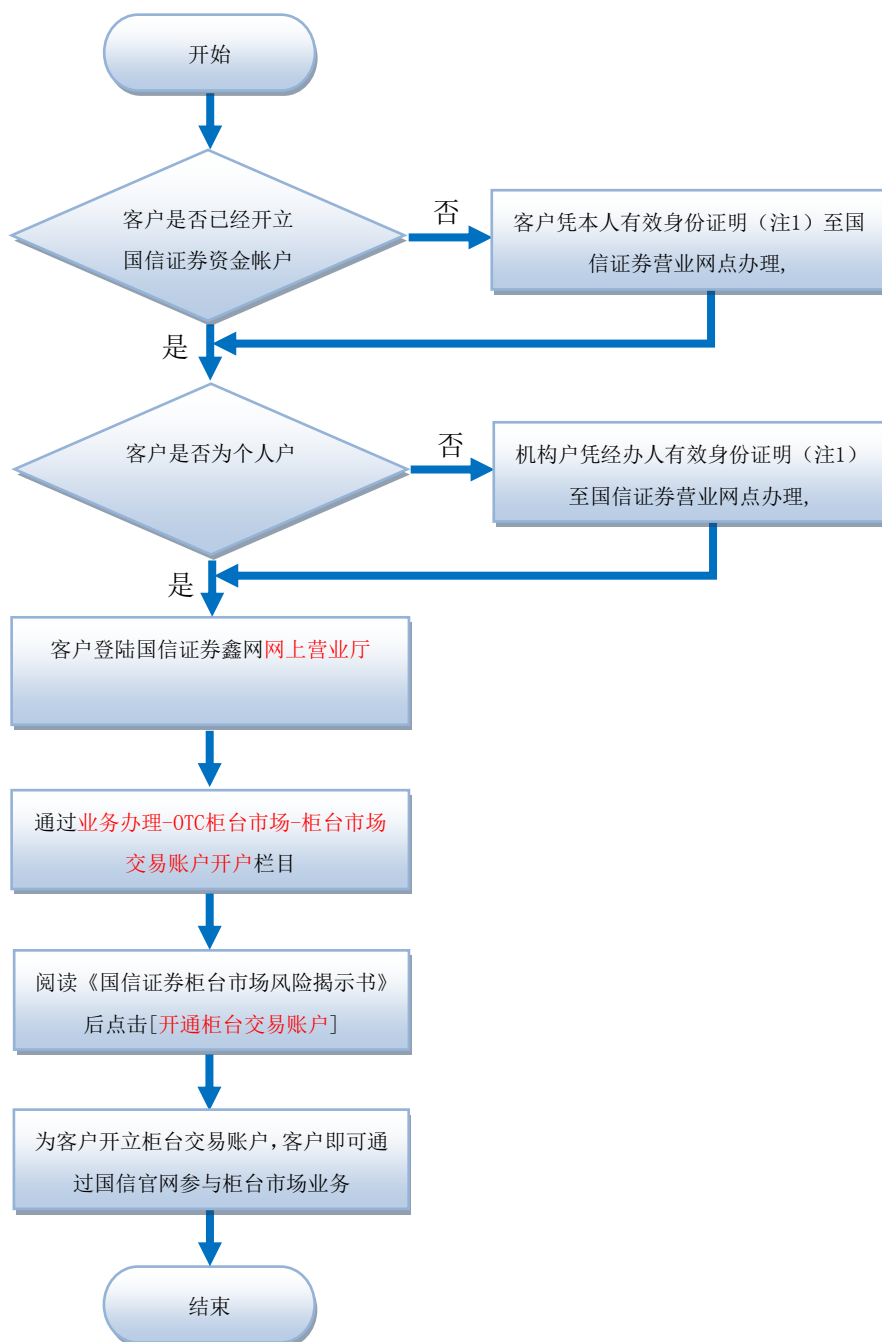 开始
客户是否已经开立
国信证券资金帐户
否
客户凭本人有效身份证明（注1）至国
信证券营业网点办理,
是
客户是否为个人户
否
机构户凭经办人有效身份证明（注1）
至国信证券营业网点办理,
是
客户登陆国信证券鑫网网上营业厅
通过业务办理-OTC柜台市场-柜台市场
交易账户开户栏目
阅读《国信证券柜台市场风险揭示书》
后点击[开通柜台交易账户]
为客户开立柜台交易账户,客户即可通
过国信官网参与柜台市场业务
结束